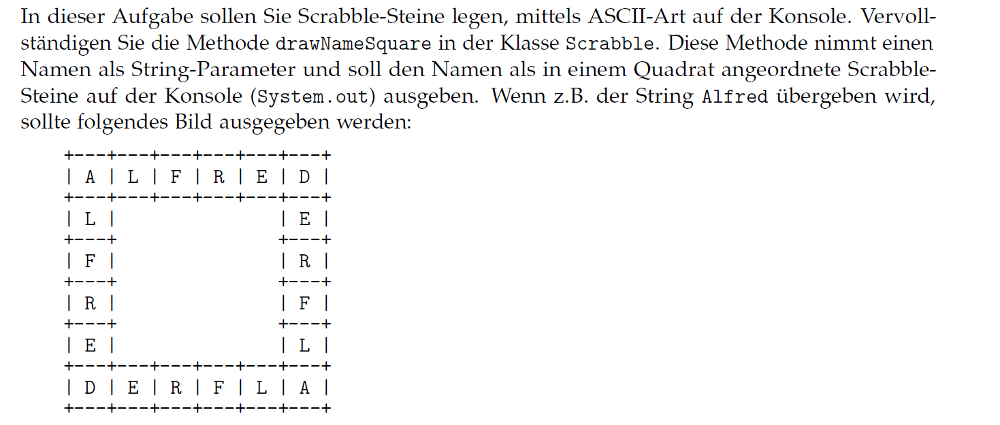 In dieser Aufgabe sollen Sie Scrabble-Steine legen, mittels ASCII-Art auf der Konsole. Vervoll-
ständigen Sie die Methode drawNameSquare in der Klasse Scrabble. Diese Methode nimmt einen
Namen als String-Parameter und soll den Namen als in einem Quadrat angeordnete Scrabble-
Steine auf der Konsole (System.out) ausgeben. Wenn z.B. der String Alfred übergeben wird,
sollte folgendes Bild ausgegeben werden:
+---+---+---+---+---+---+
| A | L | F | R | E | D |
+---+---+---+---+---+---+
| L |               | E |
+---+               +---+
| F |               | R |
+---+               +---+
| R |               | F |
+---+               +---+
| E |               | L |
+---+---+---+---+---+---+
| D | E | R | F | L | A |
+---+---+---+---+---+---+